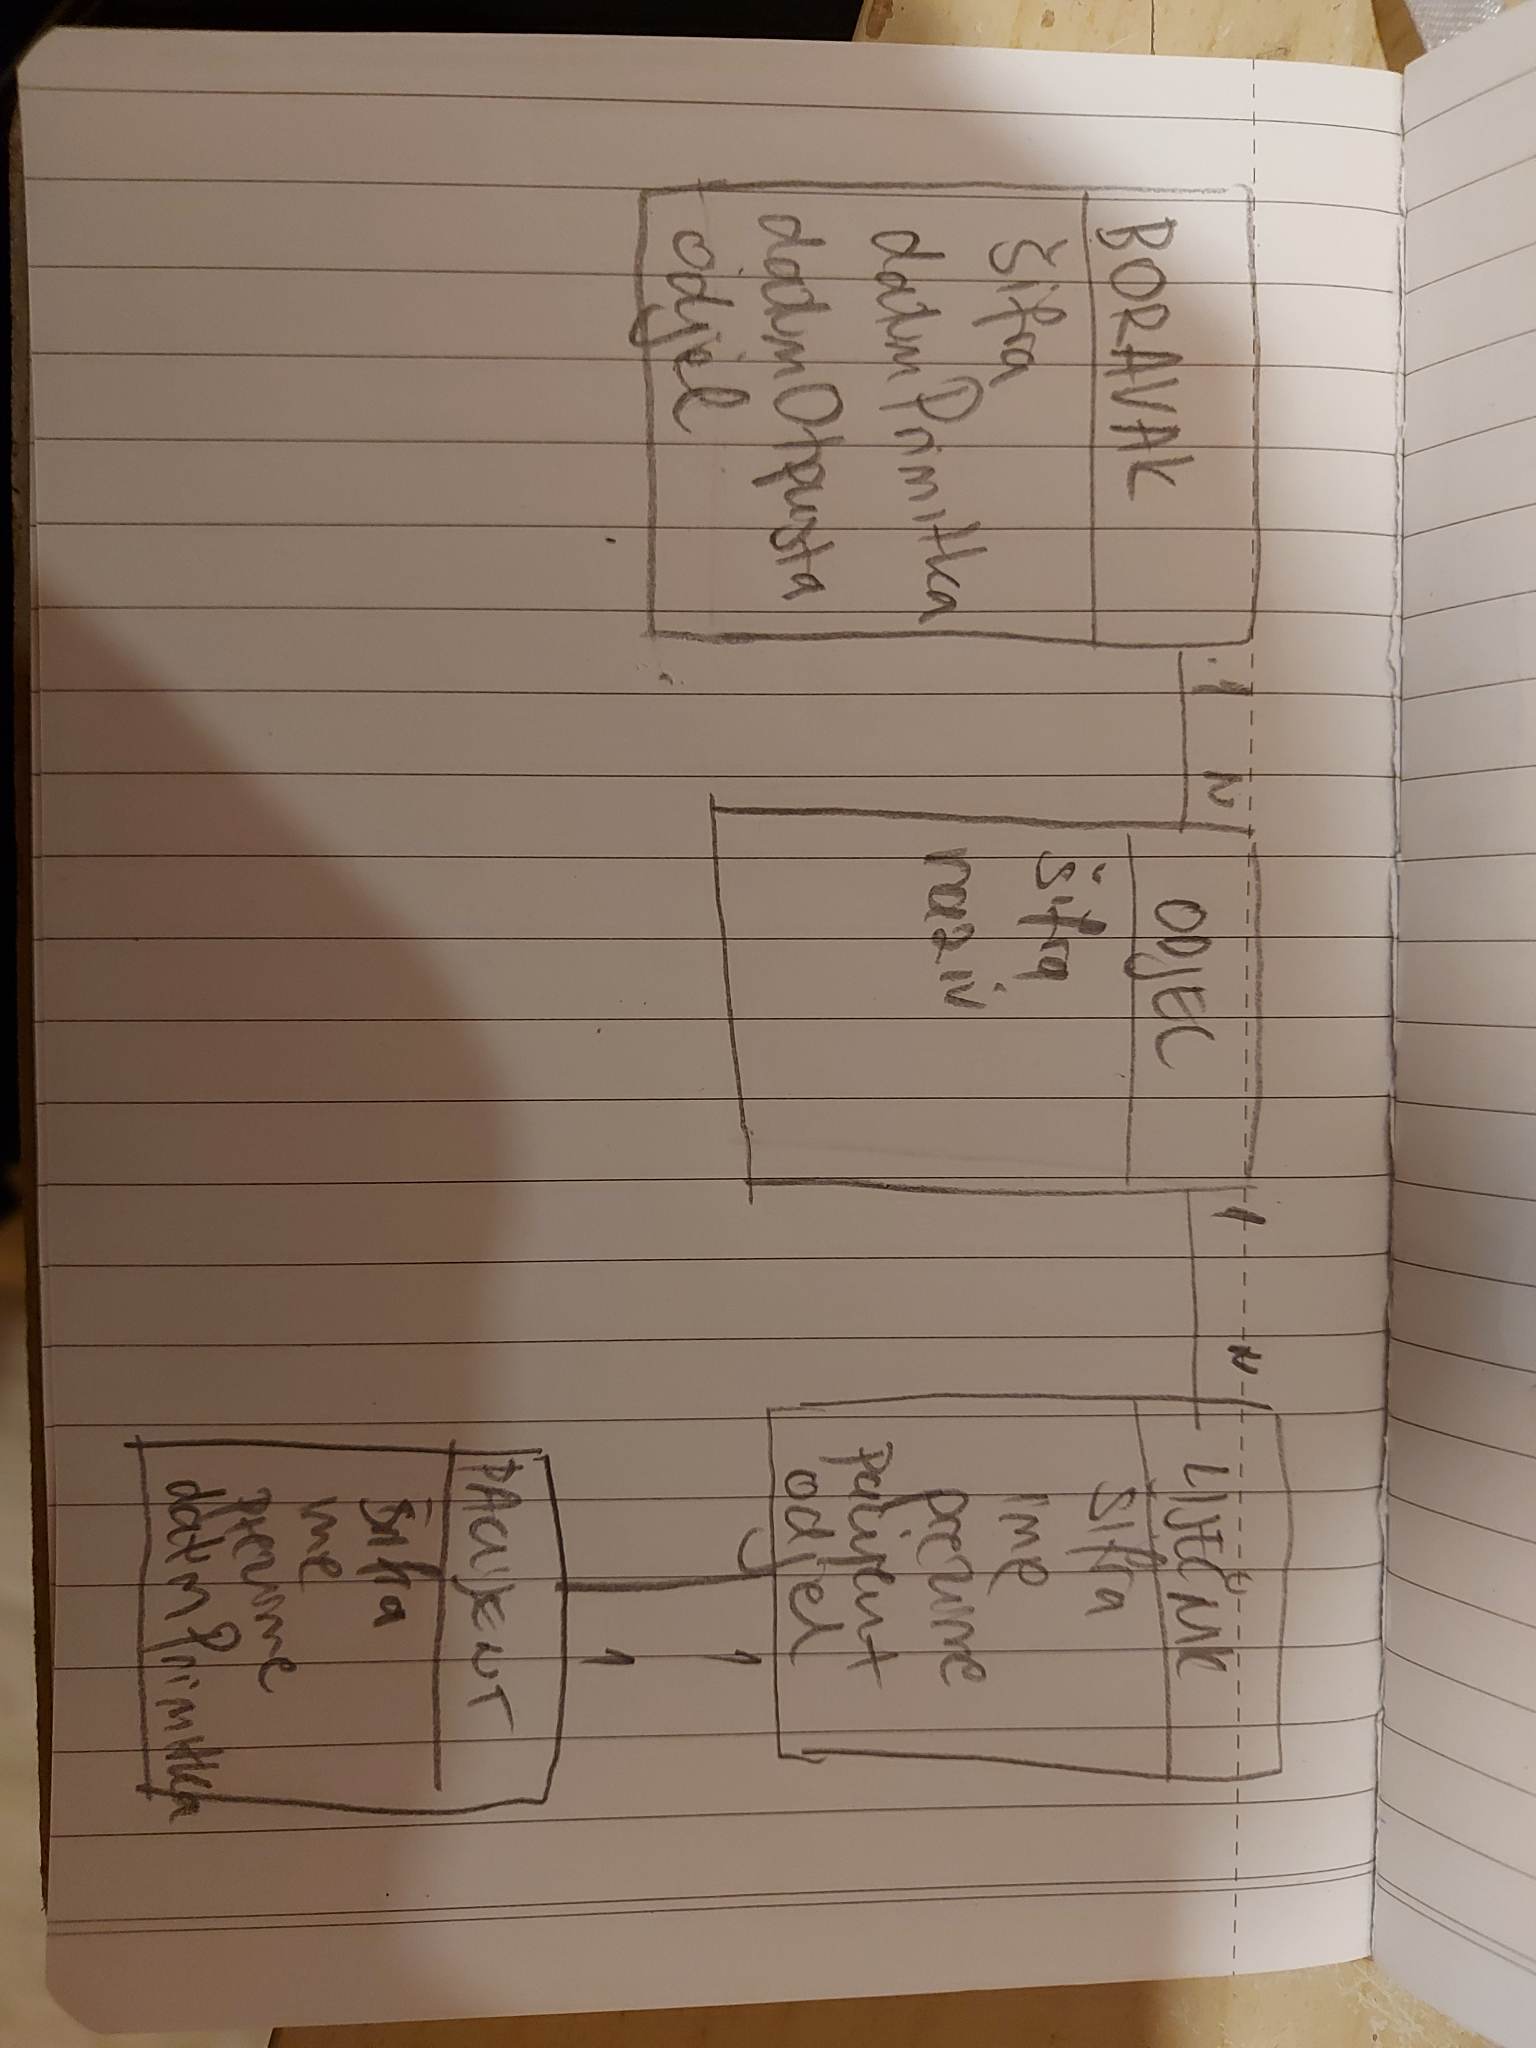 BORAVAK
šifra
datumPrimitka
datumOtpusta
odjel
1 N
ODJEL
šifra
naziv
1 N
LIJEČNIK
šifra
ime
prezime
pacijent
odjel
1
1
PACIJENT
šifra
ime
prezime
datumPrimitka